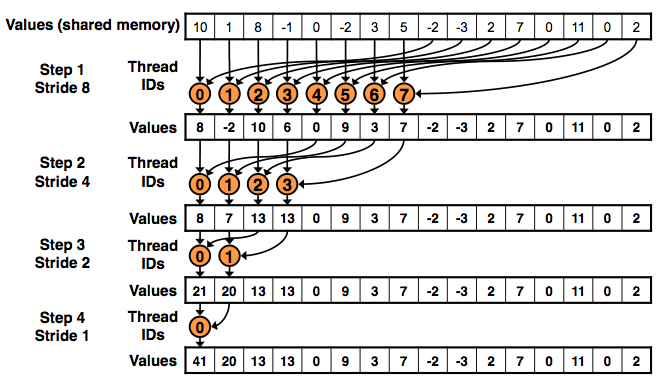 Values (shared memory) 10 1 8 -1 0 -2 3 5 -2 -3 2 7 0 11 0 2
Step 1 Thread
Stride 8 IDs 0 1 2 3 4 5 6 7
Values 8 -2 10 6 0 9 3 7 -2 -3 2 7 0 11 0 2
Step 2 Thread
Stride 4 IDs 0 1 2 3
Values 8 7 13 13 0 9 3 7 -2 -3 2 7 0 11 0 2
Step 3 Thread
Stride 2 IDs 0 1
Values 21 20 13 13 0 9 3 7 -2 -3 2 7 0 11 0 2
Step 4 Thread
Stride 1 IDs 0
Values 41 20 13 13 0 9 3 7 -2 -3 2 7 0 11 0 2